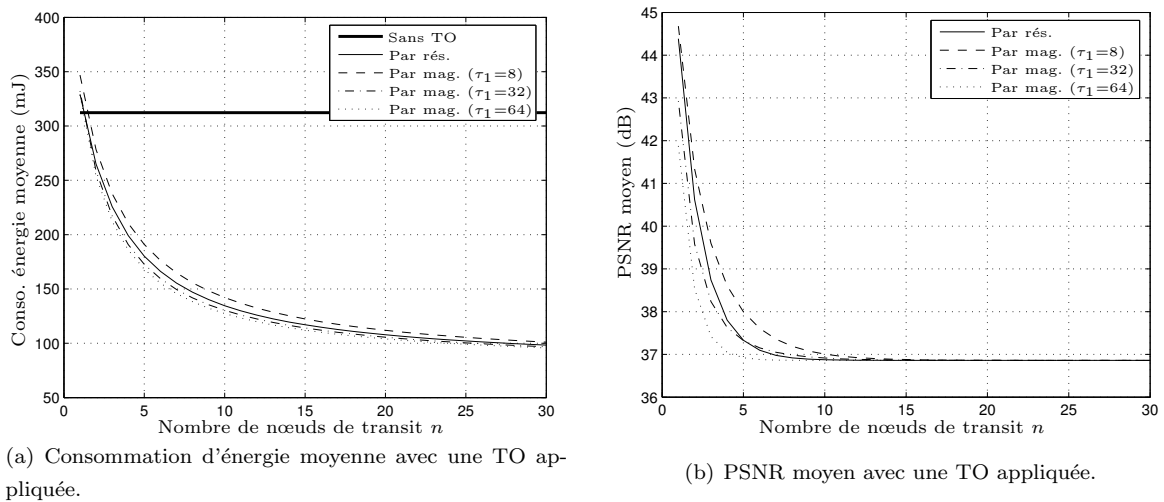 400
350
300
250
200
150
100
50
0
5
10
15
20
25
30
Conso. énergie moyenne (mJ)
Nombre de nœuds de transit n
Sans TO
Par rés.
Par mag. (τ1=8)
Par mag. (τ1=32)
Par mag. (τ1=64)
(a) Consommation d'énergie moyenne avec une TO ap-
pliquée.
45
44
43
42
41
40
39
38
37
36
0
5
10
15
20
25
30
PSNR moyen (dB)
Nombre de nœuds de transit n
Par rés.
Par mag. (τ1=8)
Par mag. (τ1=32)
Par mag. (τ1=64)
(b) PSNR moyen avec une TO appliquée.